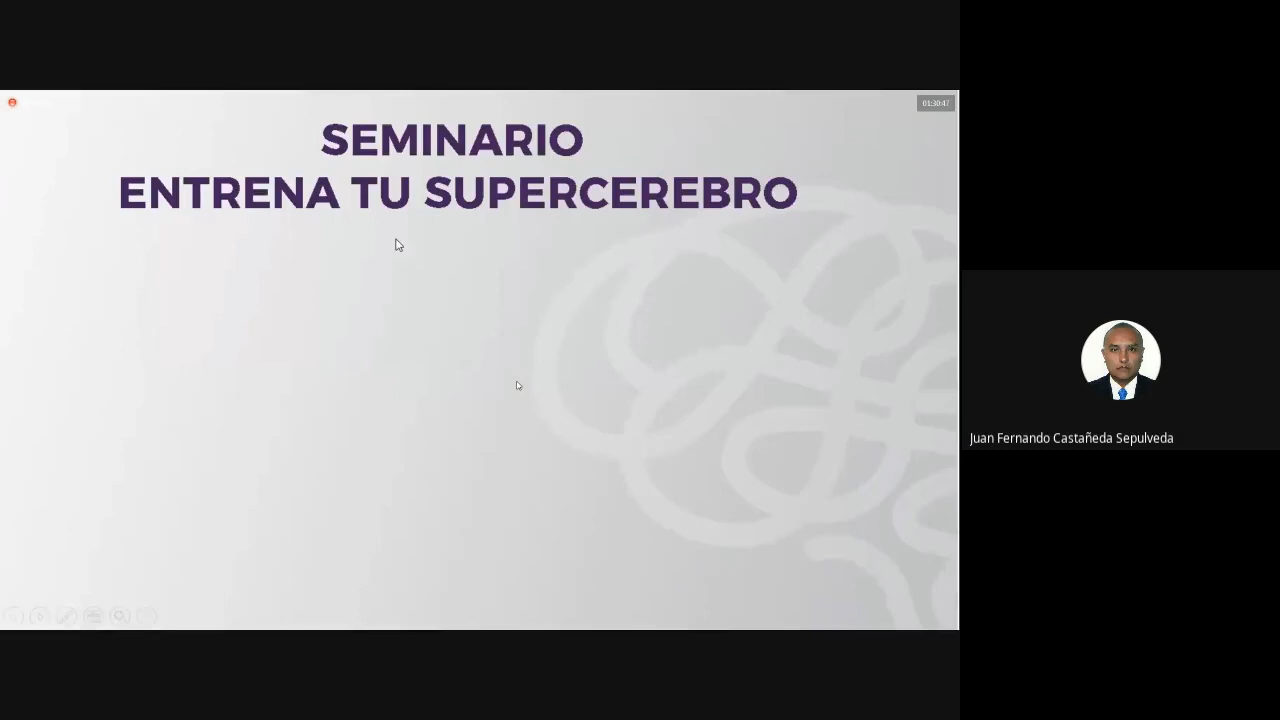 SEMINARIO
ENTRENA TU SUPERCEREBRO
01:30:47
Juan Fernando Castañeda Sepulveda